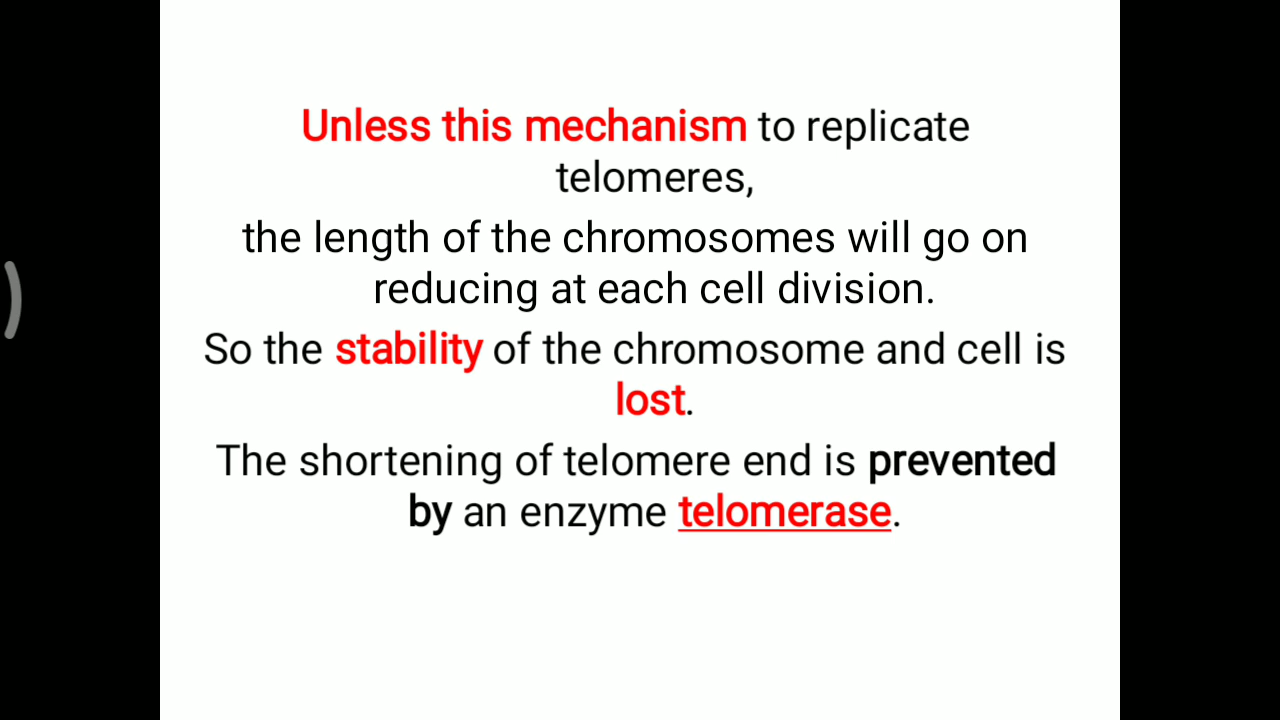 Unless this mechanism to replicate
telomeres,
the length of the chromosomes will go on
reducing at each cell division.
So the stability of the chromosome and cell is
lost.
The shortening of telomere end is prevented
by an enzyme telomerase.